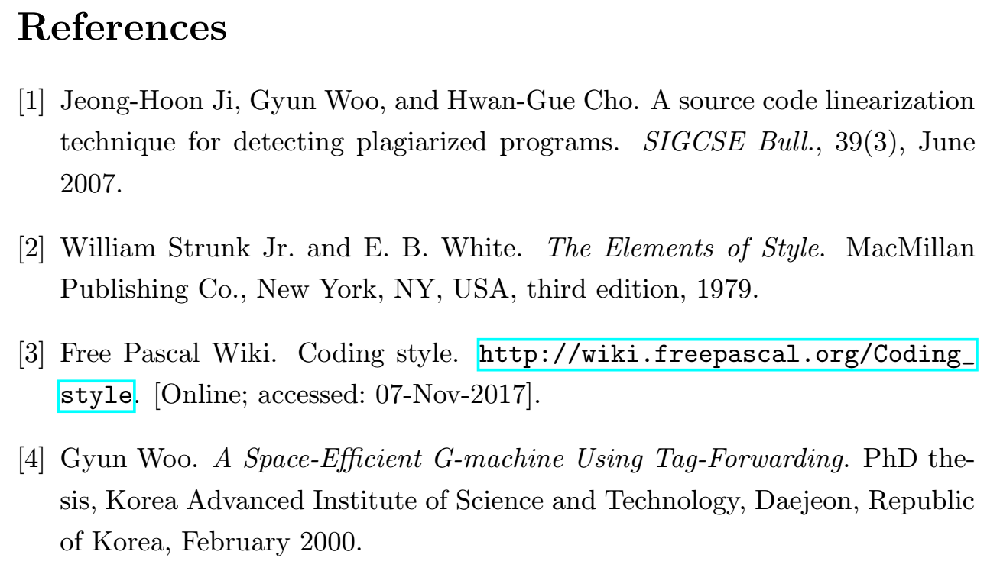 References
[1] Jeong-Hoon Ji, Gyun Woo, and Hwan-Gue Cho. A source code linearization
technique for detecting plagiarized programs. SIGCSE Bull., 39(3), June
2007.
[2] William Strunk Jr. and E. B. White. The Elements of Style. MacMillan
Publishing Co., New York, NY, USA, third edition, 1979.
[3] Free Pascal Wiki. Coding style. http://wiki.freepascal.org/Coding_
style. [Online; accessed: 07-Nov-2017].
[4] Gyun Woo. A Space-Efficient G-machine Using Tag-Forwarding. PhD the-
sis, Korea Advanced Institute of Science and Technology, Daejeon, Republic
of Korea, February 2000.